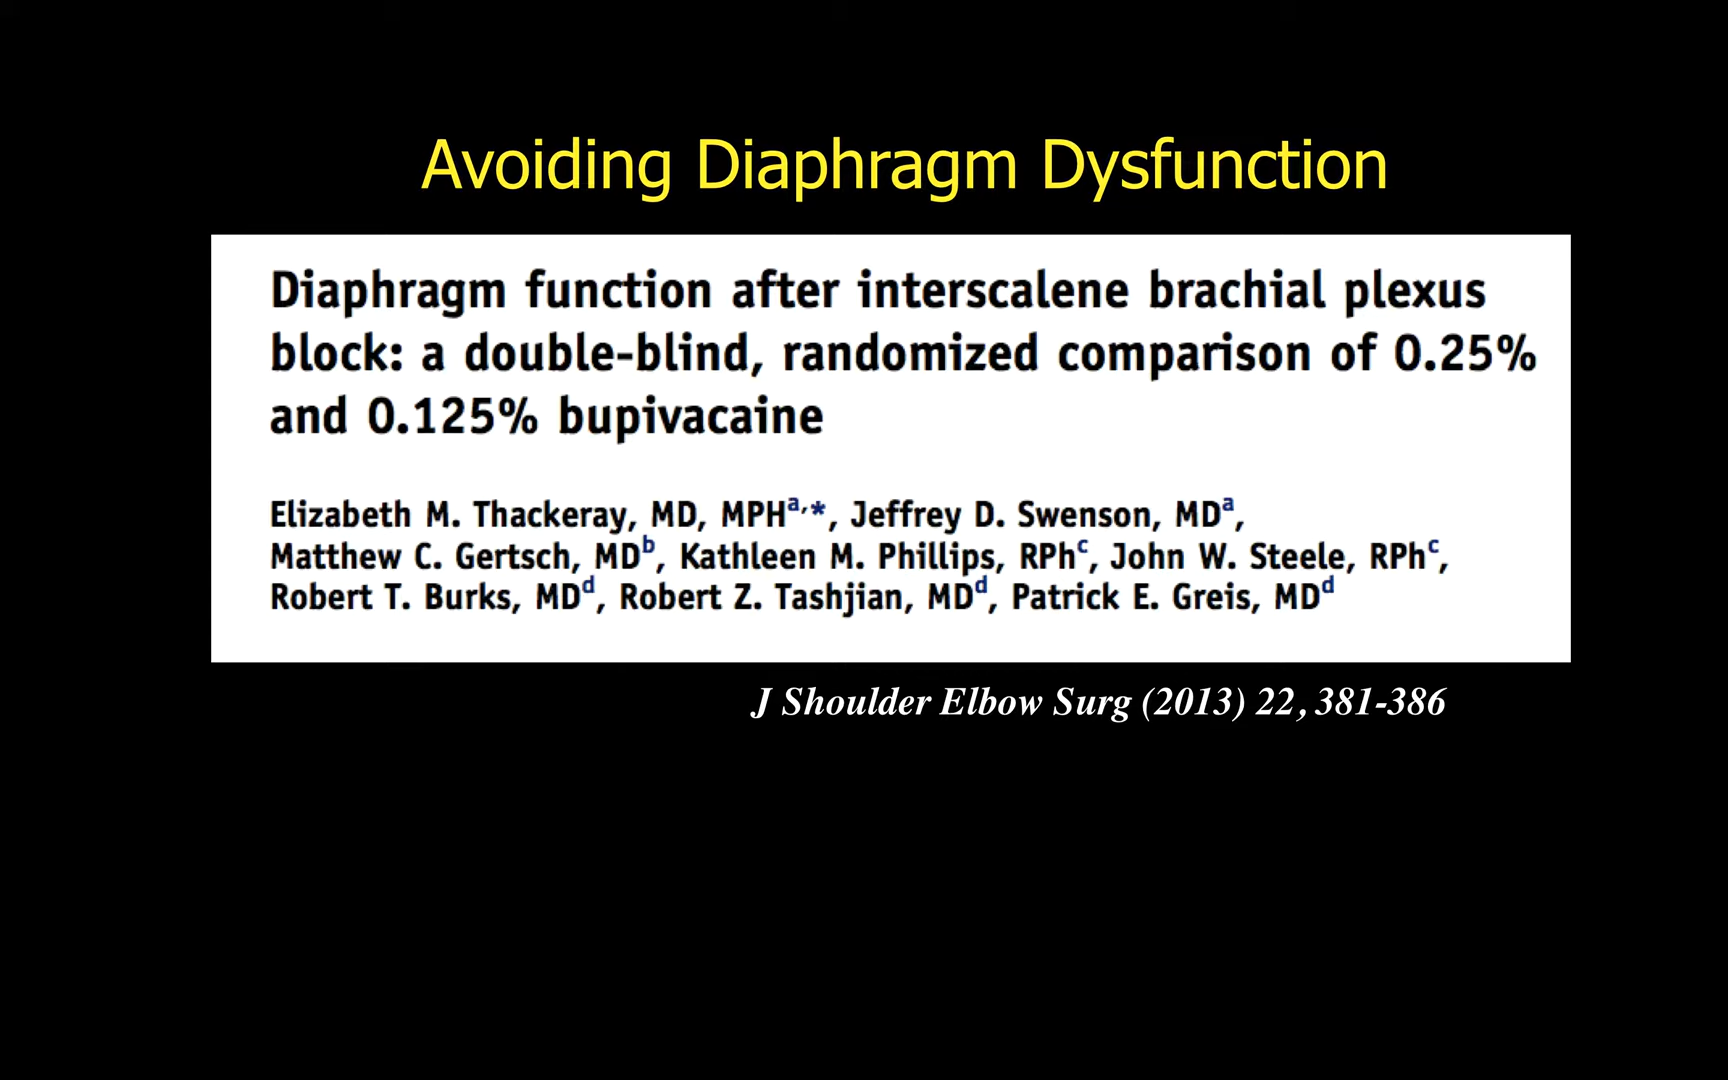 Avoiding Diaphragm Dysfunction
Diaphragm function after interscalene brachial plexus
block: a double-blind, randomized comparison of 0.25%
and 0.125% bupivacaine
Elizabeth M. Thackeray, MD, MPHa,*, Jeffrey D. Swenson, MDa,
Matthew C. Gertsch, MDb, Kathleen M. Phillips, RPhc, John W. Steele, RPhc,
Robert T. Burks, MDd, Robert Z. Tashjian, MDd, Patrick E. Greis, MDd
J Shoulder Elbow Surg (2013) 22, 381-386